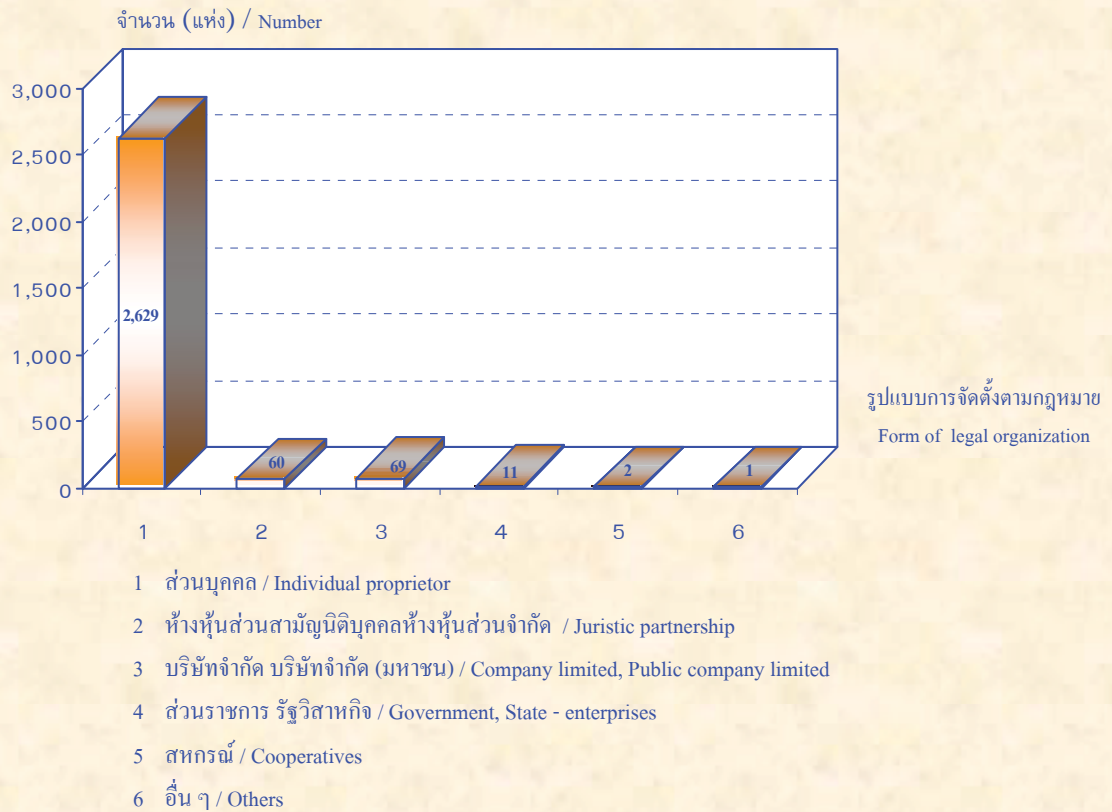 จำนวน (แห่ง) / Number
3,000
2,500
2,000
1,500
1,000
500
0
2,629
60
69
11
2
1
1 2 3 4 5 6
รูปแบบการจัดตั้งตามกฎหมาย
Form of legal organization
1 ส่วนบุคคล / Individual proprietor
2 ห้างหุ้นส่วนสามัญนิติบุคคลห้างหุ้นส่วนจำกัด / Juristic partnership
3 บริษัทจำกัด บริษัทจำกัด (มหาชน) / Company limited, Public company limited
4 ส่วนราชการ รัฐวิสาหกิจ / Government, State - enterprises
5 สหกรณ์ / Cooperatives
6 อื่น ๆ / Others